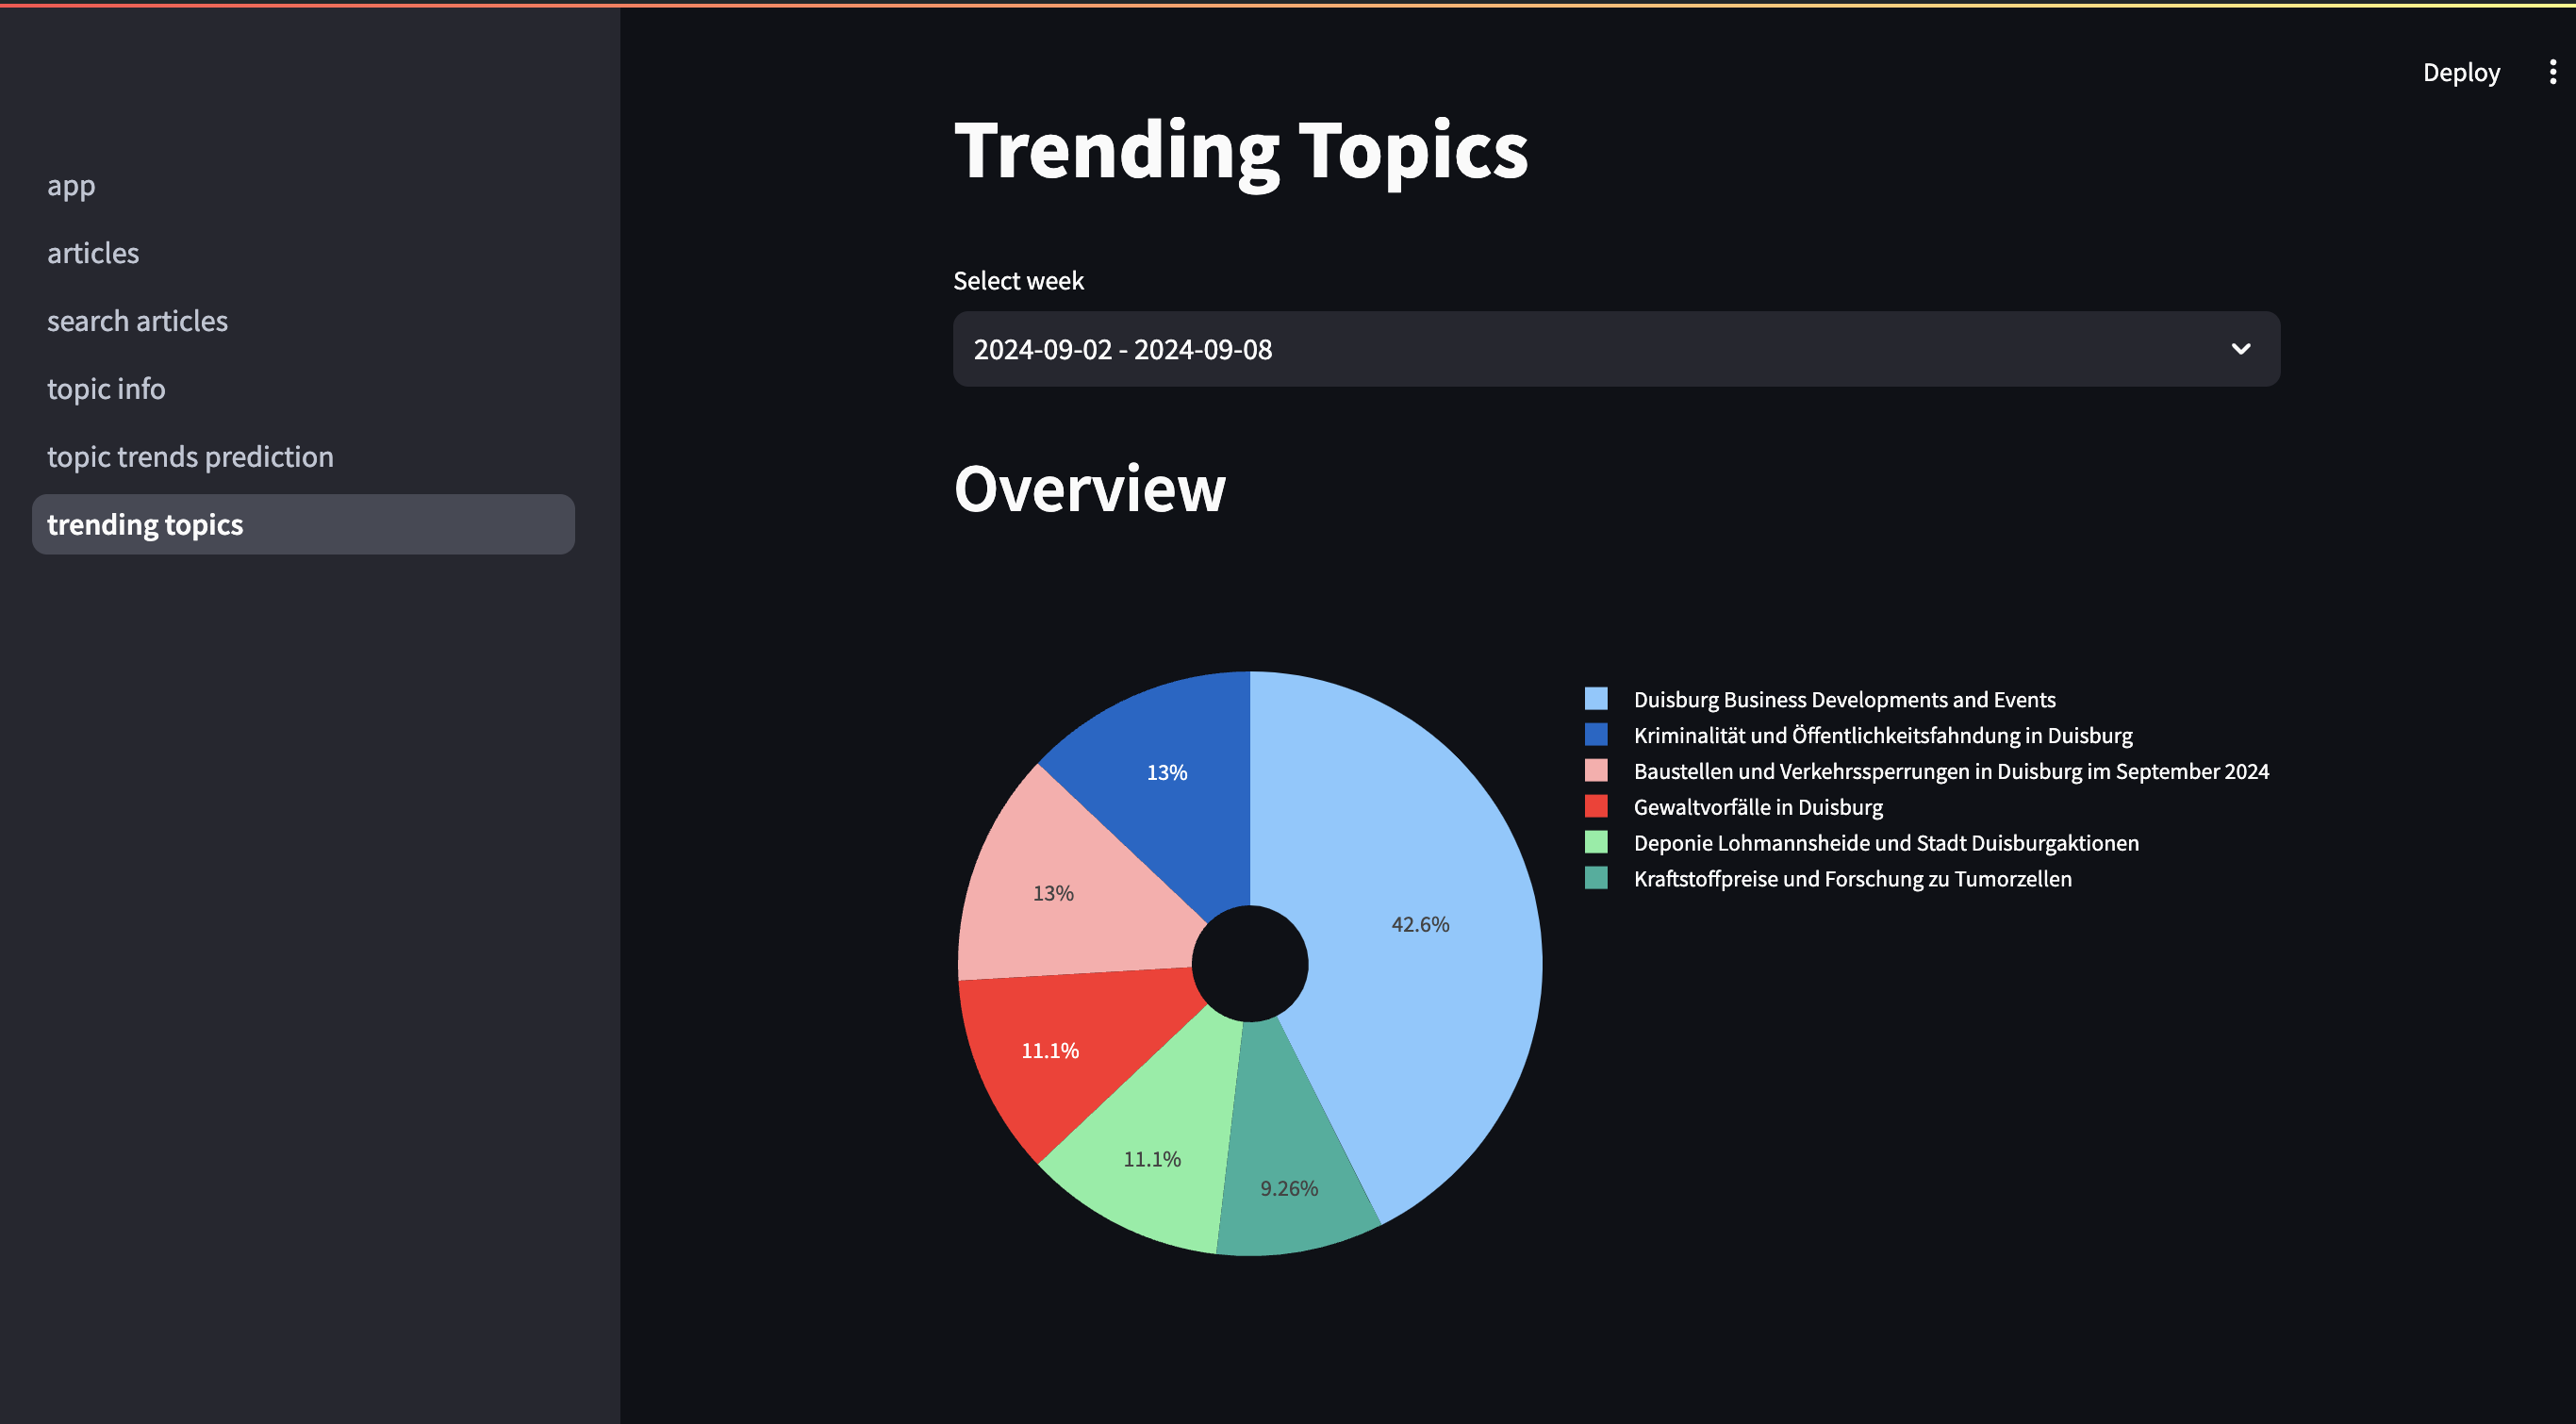 Deploy
app
articles
search articles
topic info
topic trends prediction
trending topics
Trending Topics
Select week
2024-09-02 - 2024-09-08
Overview
Duisburg Business Developments and Events
Kriminalität und Öffentlichkeitsfahndung in Duisburg
Baustellen und Verkehrssperrungen in Duisburg im September 2024
Gewaltvorfälle in Duisburg
Deponie Lohmannsheide und Stadt Duisburgaktionen
Kraftstoffpreise und Forschung zu Tumorzellen
13%
13%
42.6%
11.1%
11.1%
9.26%